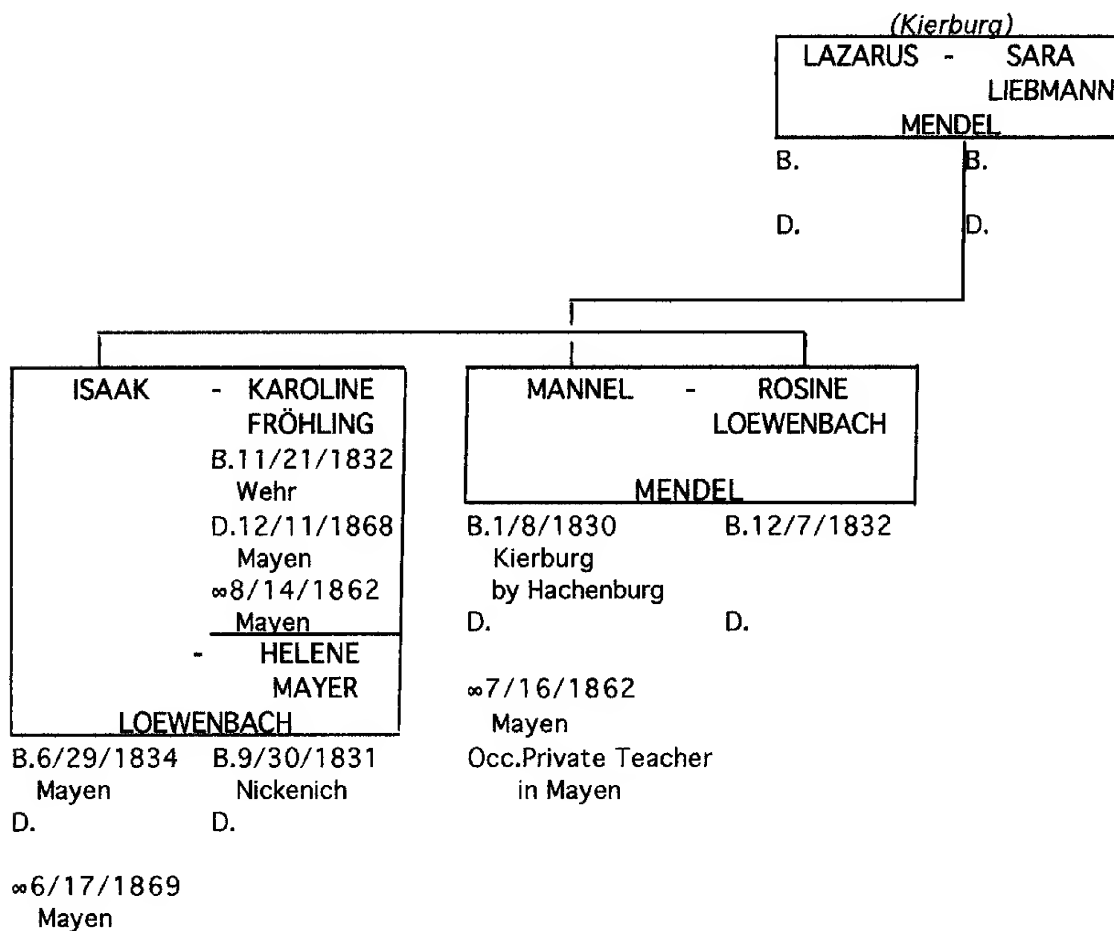 (Kierburg)
LAZARUS - SARA
LIEBMANN
MENDEL
B. B.
D. D.
ISAAK - KAROLINE
FRÖHLING
B.11/21/1832
Wehr
D.12/11/1868
Mayen
∞8/14/1862
Mayen
- HELENE
MAYER
LOEWENBACH
B.6/29/1834 B.9/30/1831
Mayen Nickenich
D. D.
∞6/17/1869
Mayen
MANNEL - ROSINE
LOEWENBACH
MENDEL
B.1/8/1830 B.12/7/1832
Kierburg
by Hachenburg
D. D.
∞7/16/1862
Mayen
Occ.Private Teacher
in Mayen